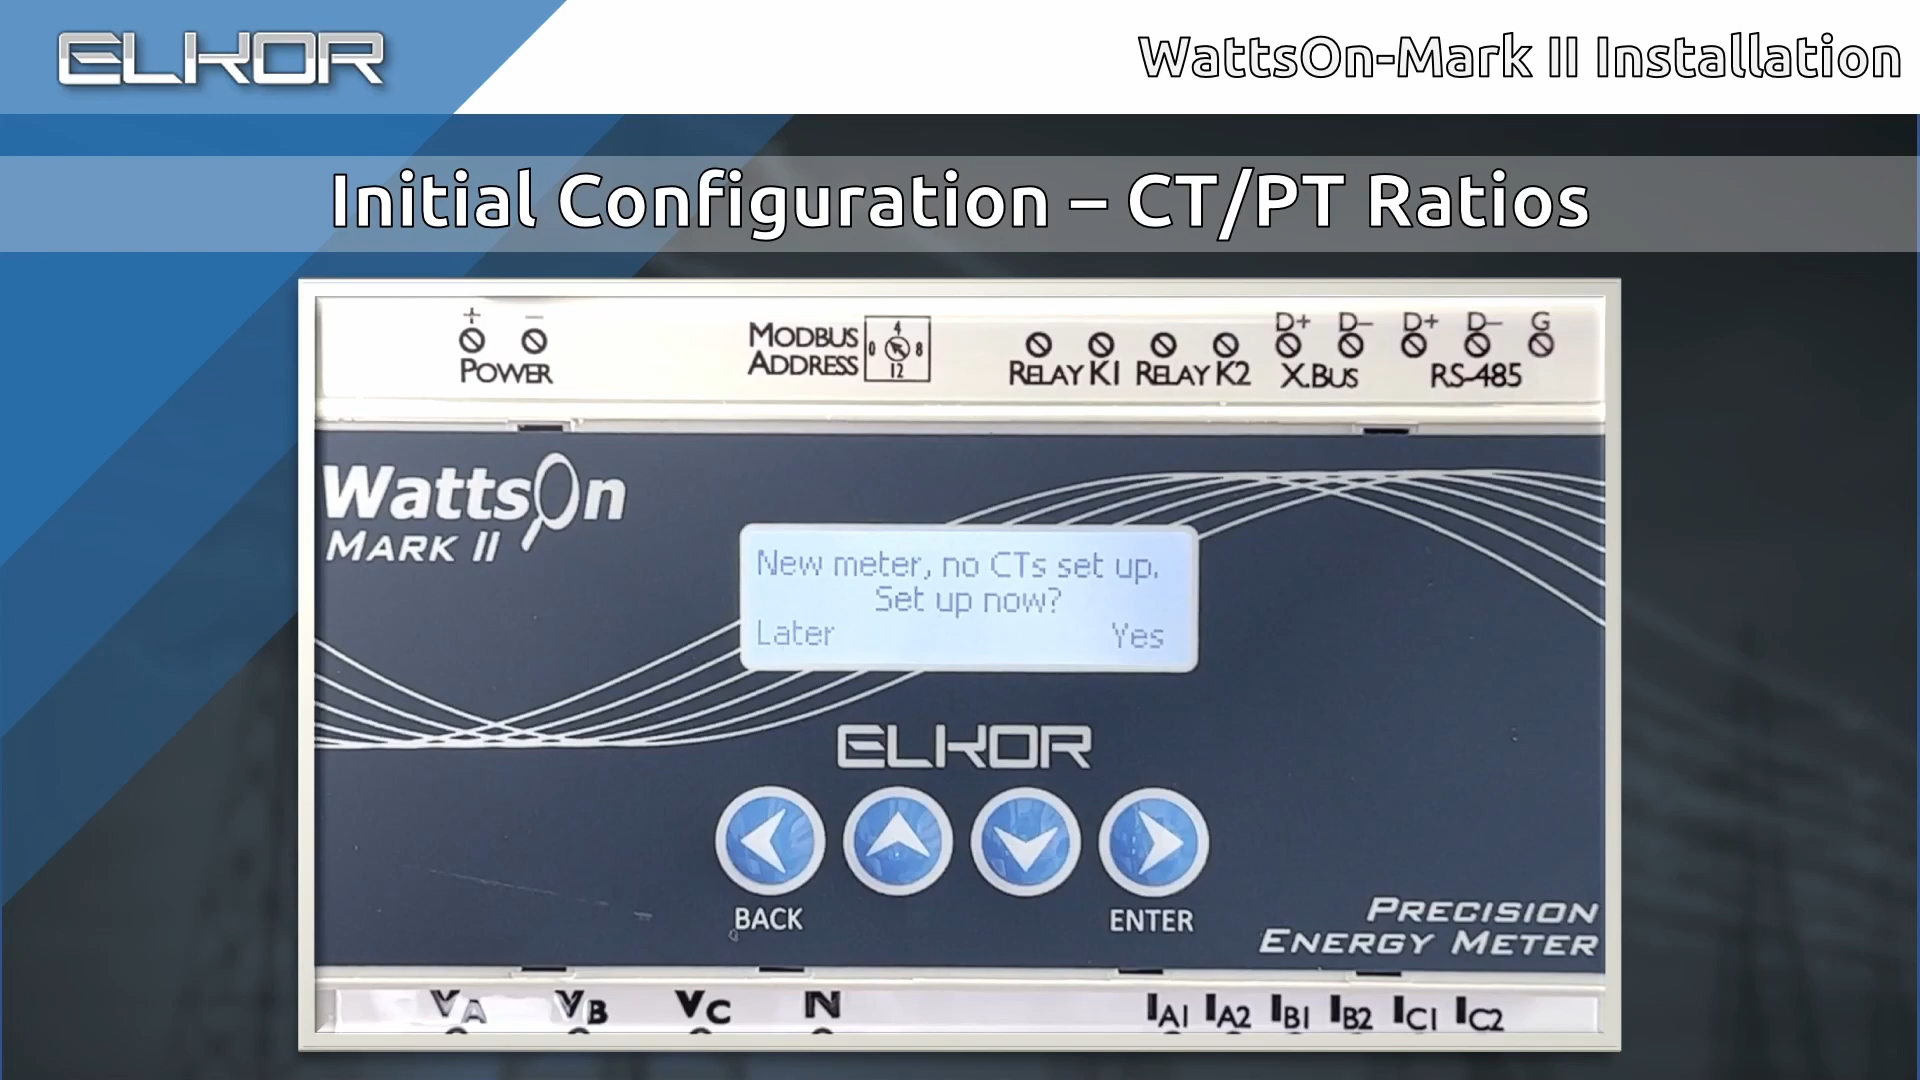 ELKOR
WattsOn-Mark II Installation
Initial Configuration – CT/PT Ratios
+ –
POWER
MODBUS
ADDRESS
4
0 8
12
D+ D– D+ D– G
RELAY K1 RELAY K2 X.BUS RS-485
WattsOn
MARK II
New meter, no CTs set up.
Set up now?
Later Yes
ELKOR
BACK ENTER
PRECISION
ENERGY METER
VA VB VC N IA1 IA2 IB1 IB2 IC1 IC2